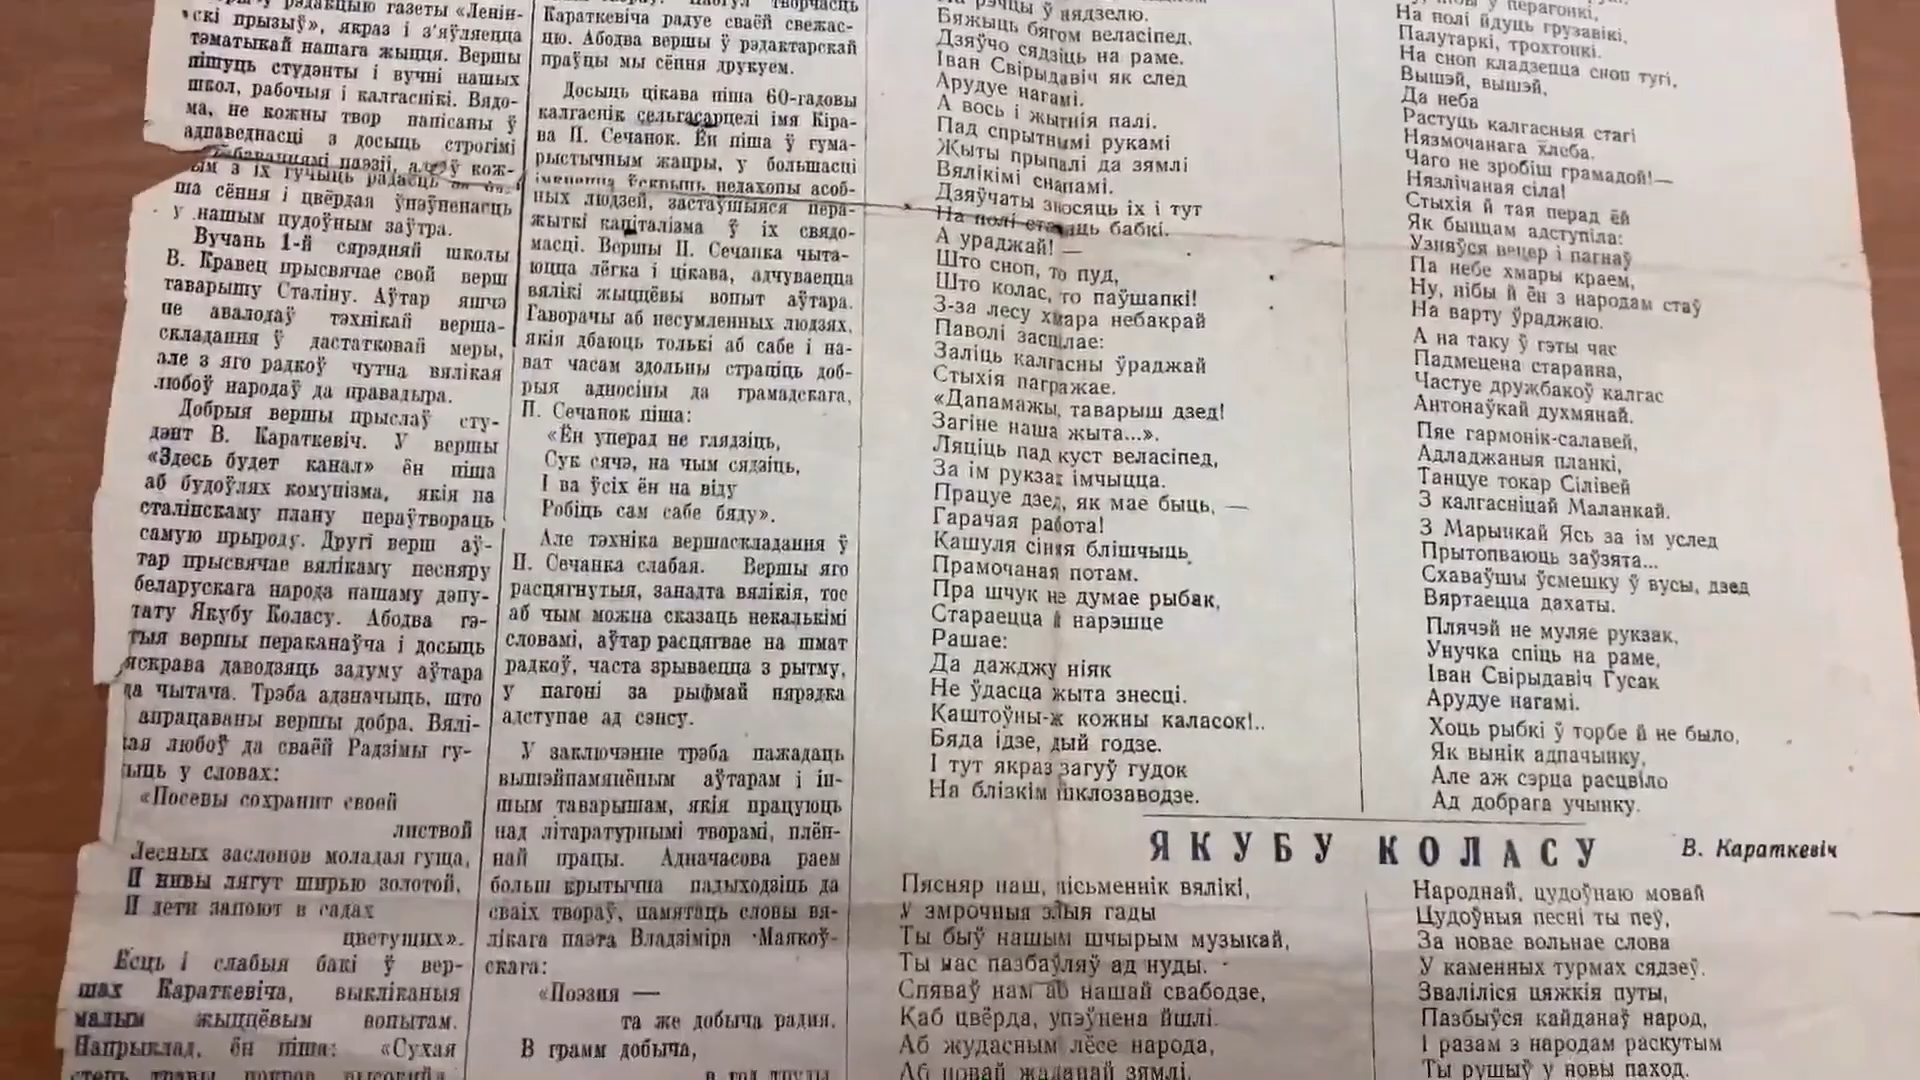 рэдакцыю газеты «Ленін-
скі прызыў», якраз і з'яўляецца
тэматыкай нашага жыцця. Вершы
пішуць студэнты і вучні нашых
школ, рабочыя і калгаснікі. Вядо-
ма, не кожны твор напісаны ў
адпаведнасці з досыць строгімі
паэзіі, ў кож-
ным з іх гучыць радасць
ша сёння і цвёрдая ўпэўненасць
у нашым цудоўным заўтра.
Вучань 1-й сярэдняй школы
В. Кравец прысвячае свой верш
таварышу Сталіну. Аўтар яшчэ
не авалодаў тэхнікай верша-
складання ў дастатковай меры,
але з яго радкоў чутна вялікая
любоў народаў да правадыра.
Добрыя вершы прыслаў сту-
дэнт В. Караткевіч. У вершы
«Здесь будет канал» ён піша
аб будоўлях комунізма, якія па
сталінскаму плану ператвораць
самую прыроду. Другі верш аў-
тар прысвячае вялікаму песняру
беларускага народа нашаму дэпу-
тату Якубу Коласу. Абодва гэ-
тыя вершы пераканаўча і досыць
яскрава даводзяць задуму аўтара
да чытача. Трэба адзначыць, што
апрацаваны вершы добра. Вялі-
кая любоў да сваёй Радзімы гу-
чыць у словах:
«Посевы сохранит своей
листвой
Лесных заслонов молодая гуща,
И нивы лягут ширью золотой,
И дети запоют в садах
цветущих».
Есць і слабыя бакі ў вер-
шах Караткевіча, выкліканыя
малым жыццёвым вопытам.
Напрыклад, ён піша: «Сухая
творчасць
Караткевіча радуе сваёй свежас-
цю. Абодва вершы ў рэдактарскай
праўцы мы сёння друкуем.
Досыць цікава піша 60-гадовы
калгаснік сельгасарцелі імя Кіра-
ва П. Сечанок. Ён піша ў гума-
рыстычным жанры, у большасці
імкнецца ўскрыць недахопы асоб-
ных людзей, застаўшыяся пера-
жыткі капіталізма ў іх свядо-
масці. Вершы П. Сечанка чыта-
юцца лёгка і цікава, адчуваецца
вялікі жыццёвы вопыт аўтара.
Гаворачы аб несумленных людзях,
якія дбаюць толькі аб сабе і на-
ват часам здольны страціць доб-
рыя адносіны да грамадскага,
П. Сечанок піша:
«Ён уперад не глядзіць,
Сук сячэ, на чым сядзіць,
І ва ўсіх ён на віду
Робіць сам сабе бяду».
Але тэхніка вершаскладання ў
П. Сечанка слабая. Вершы яго
расцягнутыя, занадта вялікія, тое
аб чым можна сказаць некалькімі
словамі, аўтар расцягвае на шмат
радкоў, часта зрываецца з рытму,
у пагоні за рыфмай нярэдка
адступае ад сэнсу.
У заключэнне трэба пажадаць
вышэйпамянёным аўтарам і ін-
шым таварышам, якія працуюць
над літаратурнымі творамі, плён-
най працы. Адначасова раем
больш крытычна падыходзіць да
сваіх твораў, памятаць словы вя-
лікага паэта Владзіміра Маякоў-
скага:
«Поэзия —
та же добыча радия.
В грамм добыча,
в год труды.
На рэчцы ў нядзелю.
Бяжыць бягом веласіпед,
Дзяўчо сядзіць на раме.
Іван Свірыдавіч як след
Арудуе нагамі.
А вось і жытнія палі.
Пад спрытнымі рукамі
Жыты прыпалі да зямлі
Вялікімі снапамі.
Дзяўчаты зносяць іх і тут
На полі ставяць бабкі.
А ураджай! —
Што сноп, то пуд,
Што колас, то паўшапкі!
З-за лесу хмара небакрай
Паволі засцілае:
Заліць калгасны ўраджай
Стыхія пагражае.
«Дапамажы, таварыш дзед!
Загіне наша жыта...».
Ляціць пад куст веласіпед,
За ім рукзак імчыцца.
Працуе дзед, як мае быць, —
Гарачая работа!
Кашуля сіняя блішчыць,
Прамочаная потам.
Пра шчук не думае рыбак,
Стараецца й нарэшце
Рашае:
Да дажджу ніяк
Не ўдасца жыта знесці.
Каштоўны-ж кожны каласок!..
Бяда ідзе, дый годзе.
І тут якраз загуў гудок
На блізкім шклозаводзе.
перагонкі,
На полі йдуць грузавікі,
Палутаркі, трохтонкі.
На сноп кладзецца сноп тугі,
Вышэй, вышэй,
Да неба
Растуць калгасныя стагі
Нязмочанага хлеба.
Чаго не зробіш грамадой!—
Нязлічаная сіла!
Стыхія й тая перад ёй
Як быццам адступіла:
Узняўся вецер і пагнаў
Па небе хмары краем,
Ну, нібы й ён з народам стаў
На варту ўраджаю.
А на таку ў гэты час
Падмецена старанна,
Частуе дружбакоў калгас
Антонаўкай духмянай.
Пяе гармонік-салавей,
Адладжаныя планкі,
Танцуе токар Сілівей
З калгасніцай Маланкай.
З Марынкай Ясь за ім услед
Прытопваюць заўзята...
Схаваўшы ўсмешку ў вусы, дзед
Вяртаецца дахаты.
Плячэй не муляе рукзак,
Унучка спіць на раме,
Іван Свірыдавіч Гусак
Арудуе нагамі.
Хоць рыбкі ў торбе й не было,
Як вынік адпачынку,
Але аж сэрца расцвіло
Ад добрага учынку.
В. Караткевіч
ЯКУБУ КОЛАСУ
Пясняр наш, пісьменнік вялікі,
У змрочныя злыя гады
Ты быў нашым шчырым музыкай,
Ты нас пазбаўляў ад нуды.
Спяваў нам аб нашай свабодзе,
Каб цвёрда, упэўнена йшлі.
Аб жудасным лёсе народа,
Аб новай жаданай зямлі.
Народнай, цудоўнаю мовай
Цудоўныя песні ты пеў,
За новае вольнае слова
У каменных турмах сядзеў.
Зваліліся цяжкія путы,
Пазбыўся кайданаў народ,
І разам з народам раскутым
Ты рушыў у новы паход.